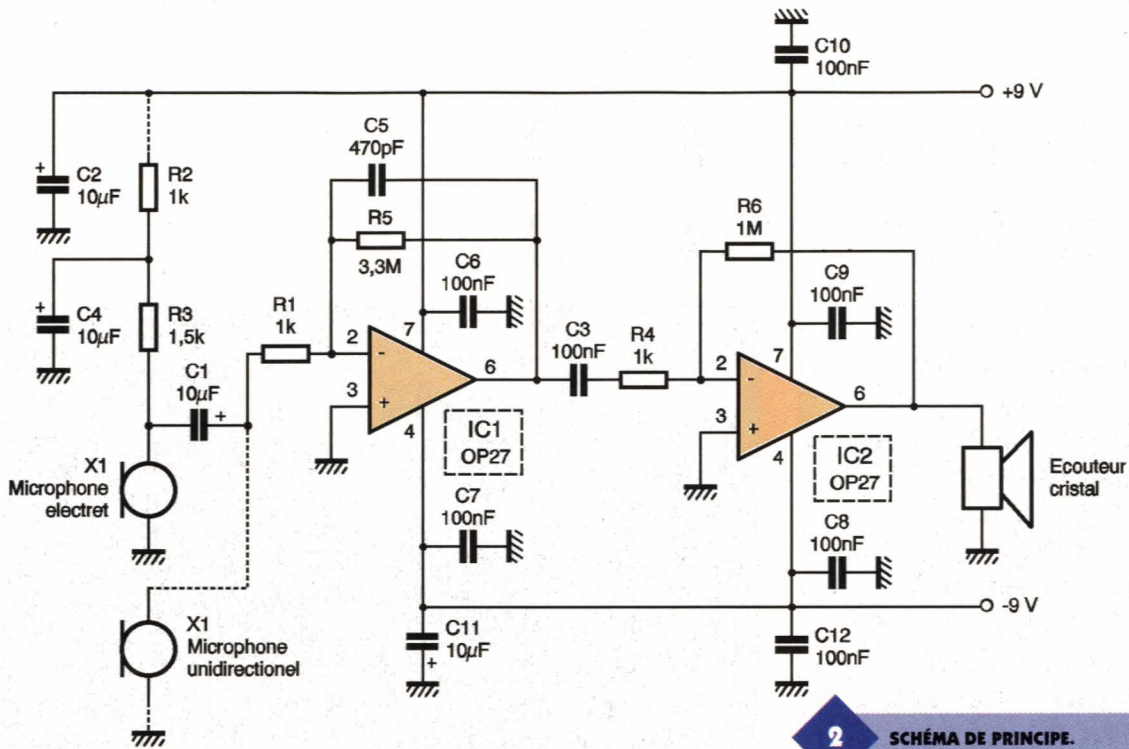 C10
100nF
+9 V
C5
470pF
C2
10µF
R2
1k
R5
3,3M
R6
1M
C6
100nF
C9
100nF
C4
10µF
R3
1,5k
R1
1k
C3
100nF
R4
1k
C1
10µF
+
+
+
2
-
3
+
7
6
4
2
-
3
+
7
6
4
IC1
OP27
IC2
OP27
X1
Microphone
electret
Ecouteur
cristal
C7
100nF
C8
100nF
-9 V
X1
Microphone
unidirectionel
C11
10µF
+
C12
100nF
2 SCHÉMA DE PRINCIPE.